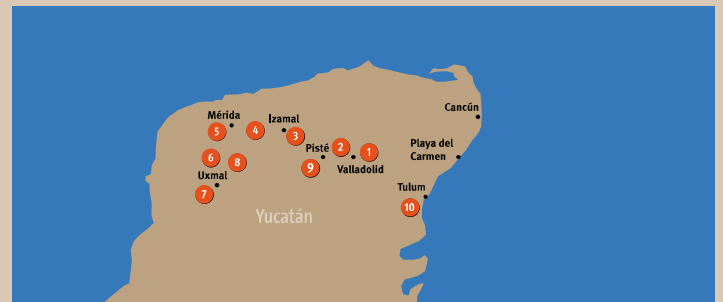 Cancún
Mérida
Izamal
5
4
3
Playa del
Carmen
Pisté
2
1
6
8
9
Valladolid
Uxmal
7
Tulum
10
Yucatán